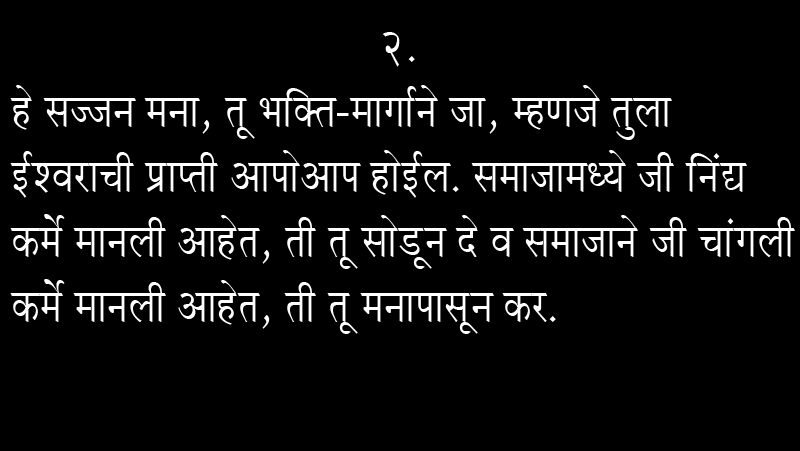 २.
हे सज्जन मना, तू भक्ति-मार्गाने जा, म्हणजे तुला
ईश्वराची प्राप्ती आपोआप होईल. समाजामध्ये जी निंद्य
कर्मे मानली आहेत, ती तू सोडून दे व समाजाने जी चांगली
कर्मे मानली आहेत, ती तू मनापासून कर.